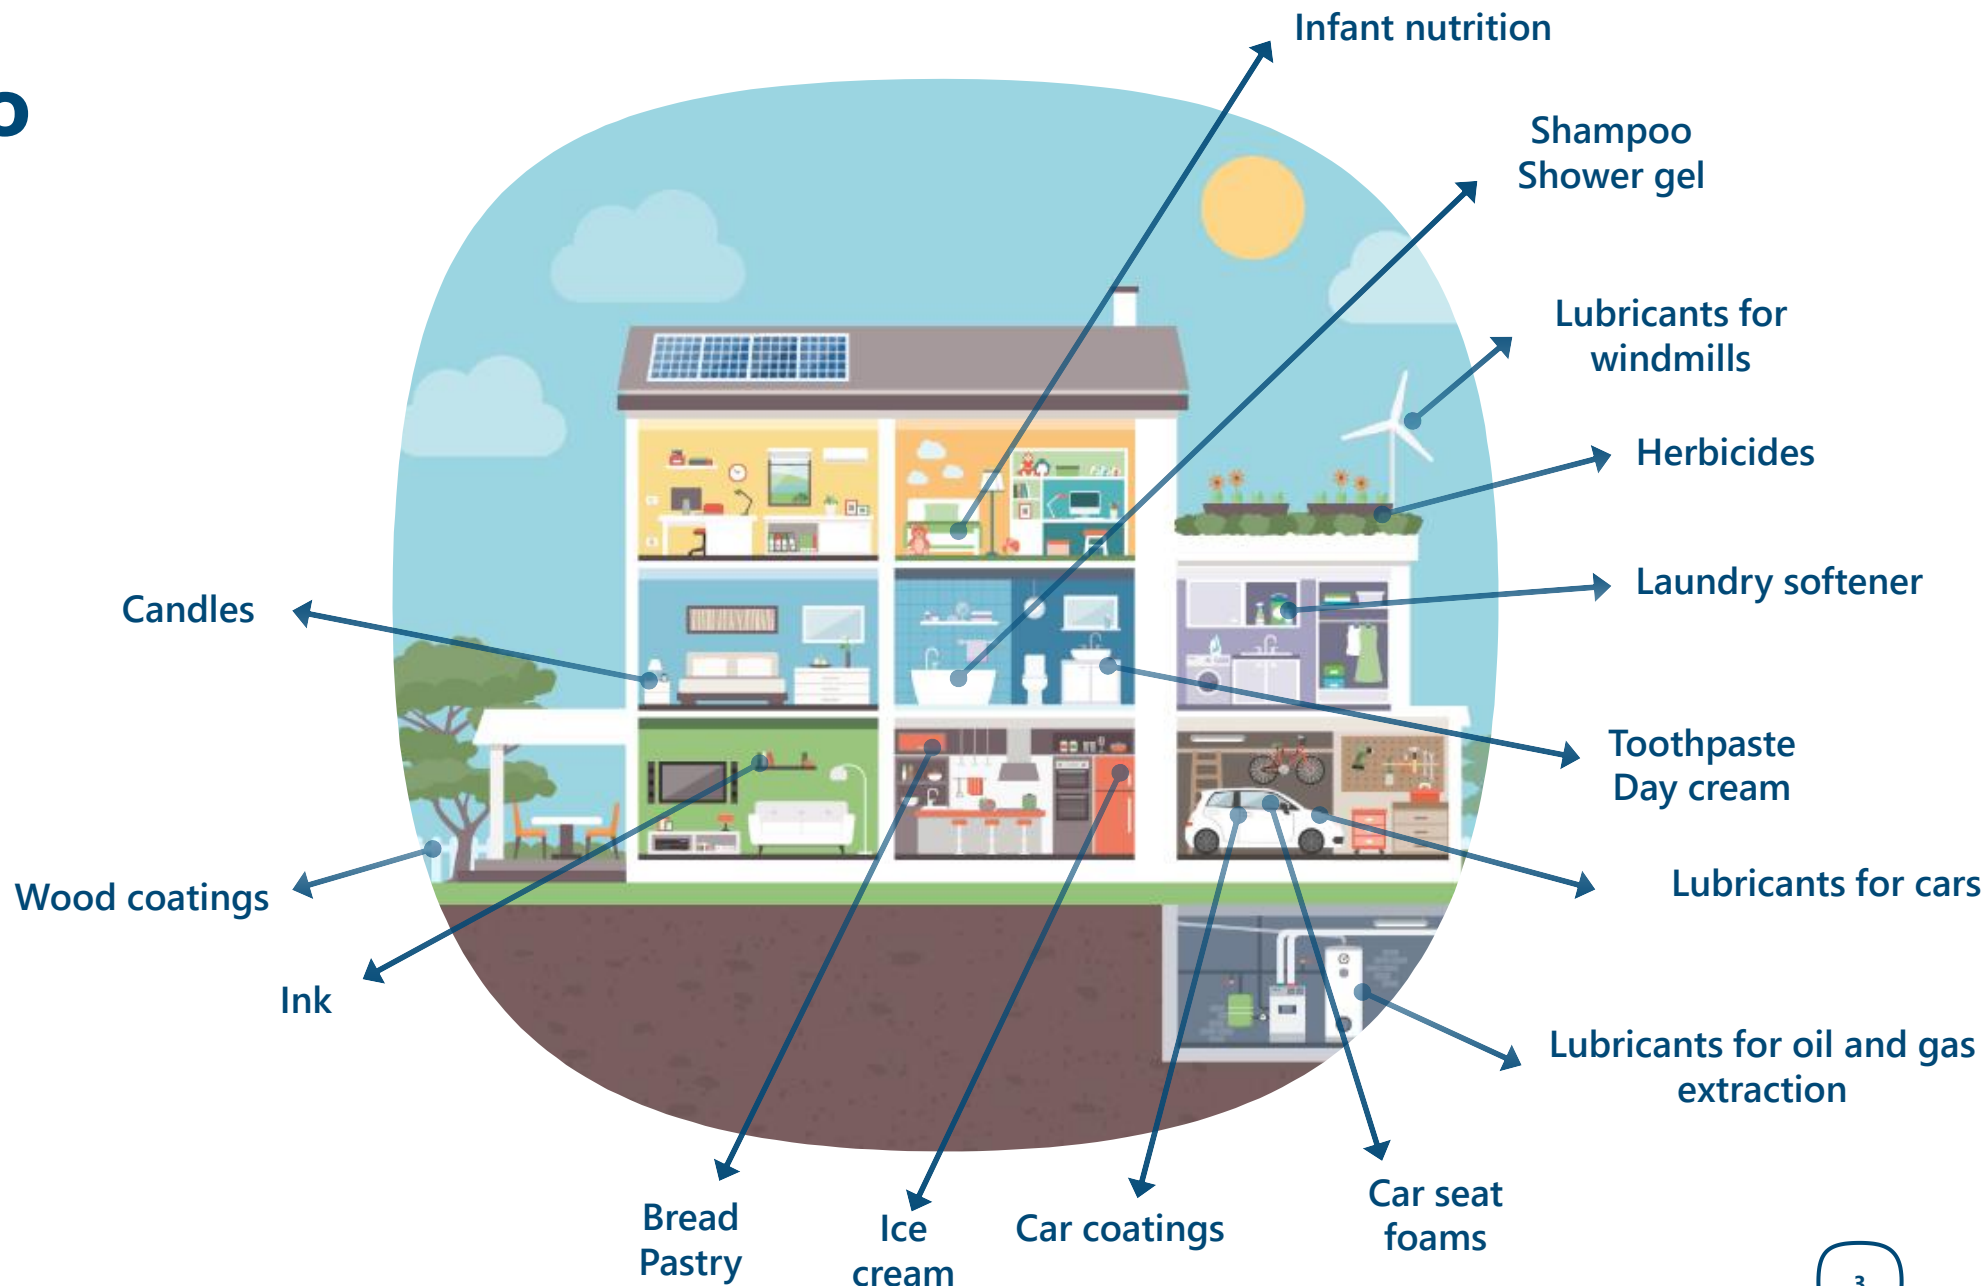 Infant nutrition
Shampoo
Shower gel
Lubricants for
windmills
Herbicides
Laundry softener
Candles
Toothpaste
Day cream
Wood coatings
Lubricants for cars
Ink
Lubricants for oil and gas
extraction
Bread
Pastry
Ice
cream
Car coatings
Car seat
foams
3